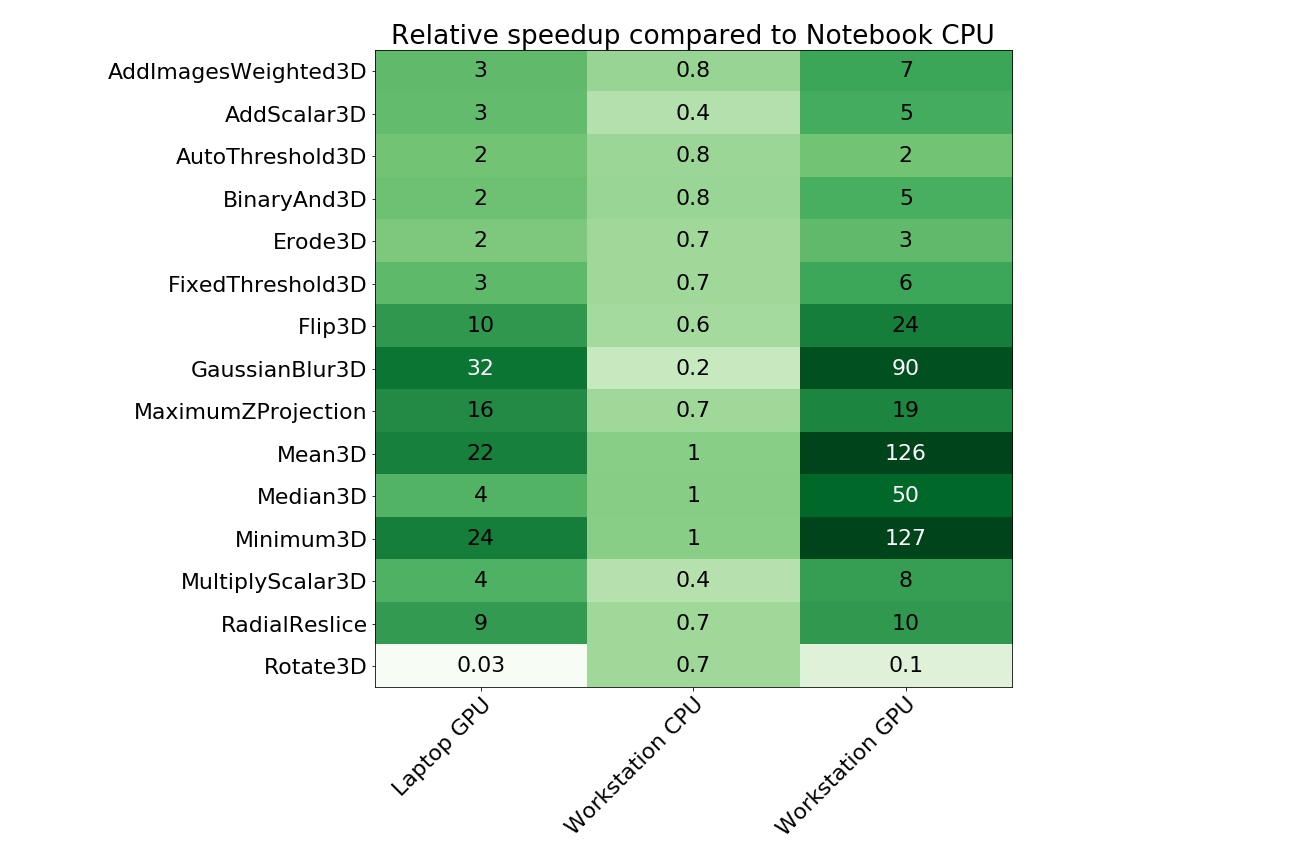 Relative speedup compared to Notebook CPU
AddImagesWeighted3D 3 0.8 7
AddScalar3D 3 0.4 5
AutoThreshold3D 2 0.8 2
BinaryAnd3D 2 0.8 5
Erode3D 2 0.7 3
FixedThreshold3D 3 0.7 6
Flip3D 10 0.6 24
GaussianBlur3D 32 0.2 90
MaximumZProjection 16 0.7 19
Mean3D 22 1 126
Median3D 4 1 50
Minimum3D 24 1 127
MultiplyScalar3D 4 0.4 8
RadialReslice 9 0.7 10
Rotate3D 0.03 0.7 0.1
Laptop GPU
Workstation CPU
Workstation GPU